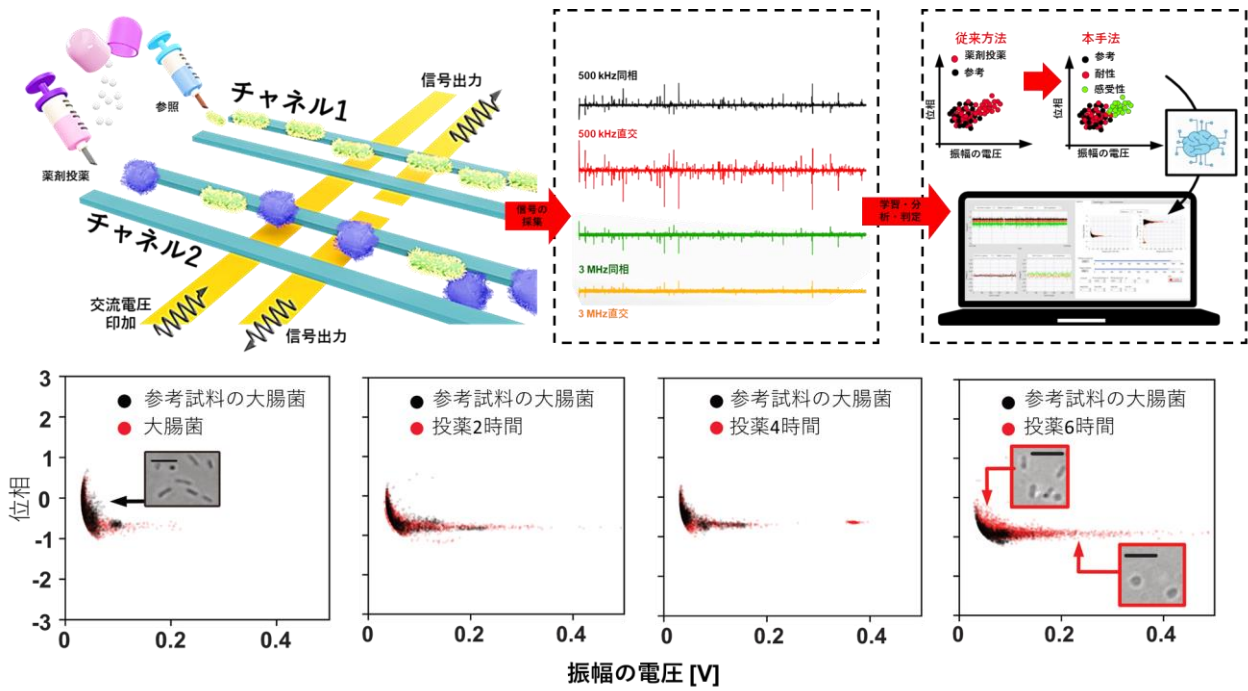 参照
薬剤投薬
チャネル1
信号出力
チャネル2
交流電圧
印加
信号出力
信号の
採集
500 kHz同相
500 kHz直交
3 MHz同相
3 MHz直交
学習・分
析・判定
従来方法
薬剤投薬
参考
位相
振幅の電圧
本手法
参考
耐性
感受性
位相
振幅の電圧
3
2
1
0
-1
-2
-3
位相
参考試料の大腸菌
大腸菌
0
0.2
0.4
参考試料の大腸菌
投薬2時間
0
0.2
0.4
参考試料の大腸菌
投薬4時間
0
0.2
0.4
参考試料の大腸菌
投薬6時間
0
0.2
0.4
振幅の電圧 [V]